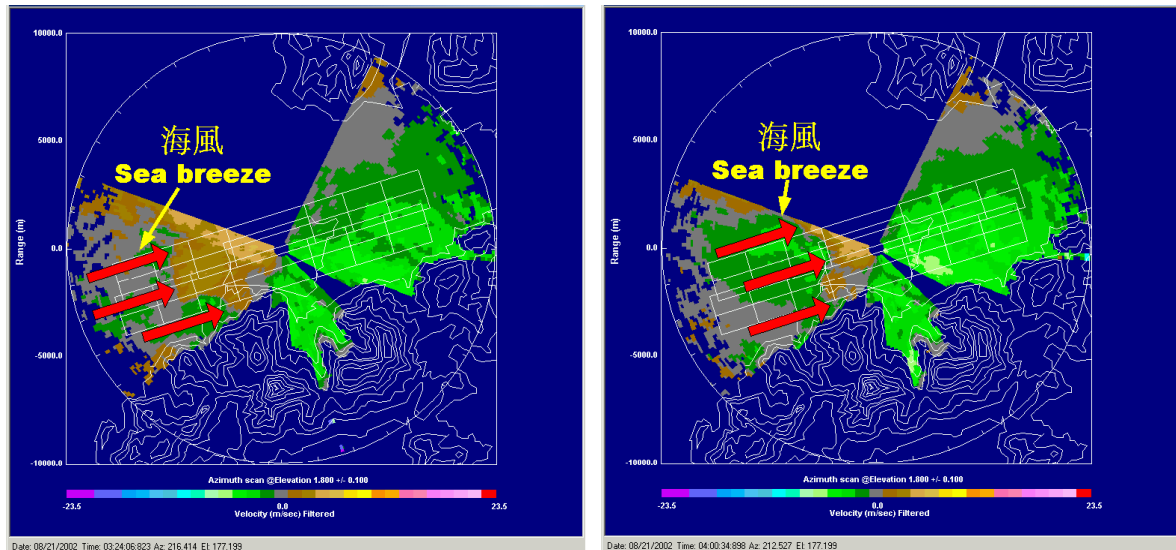 10000.0
5000.0
0.0
-5000.0
-10000.0
Range (m)
海風
Sea breeze
Azimuth scan @Elevation 1.800 +/- 0.100
-23.5 0.0 23.5
Velocity (m/sec) Filtered
Date: 08/21/2002 Time: 03:24:06:823 Az: 216.414 El: 177.199
10000.0
5000.0
0.0
-5000.0
-10000.0
Range (m)
海風
Sea breeze
Azimuth scan @Elevation 1.800 +/- 0.100
-23.5 0.0 23.5
Velocity (m/sec) Filtered
Date: 08/21/2002 Time: 04:00:34:898 Az: 212.527 El: 177.199